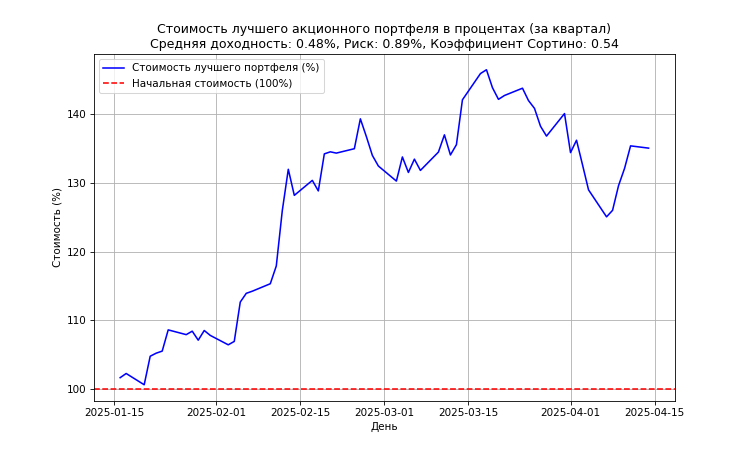 Стоимость лучшего акционного портфеля в процентах (за квартал)
Средняя доходность: 0.48%, Риск: 0.89%, Коэффициент Сортино: 0.54
Стоимость лучшего портфеля (%)
Начальная стоимость (100%)
Стоимость (%)
140
130
120
110
100
2025-01-15
2025-02-01
2025-02-15
2025-03-01
2025-03-15
2025-04-01
2025-04-15
День